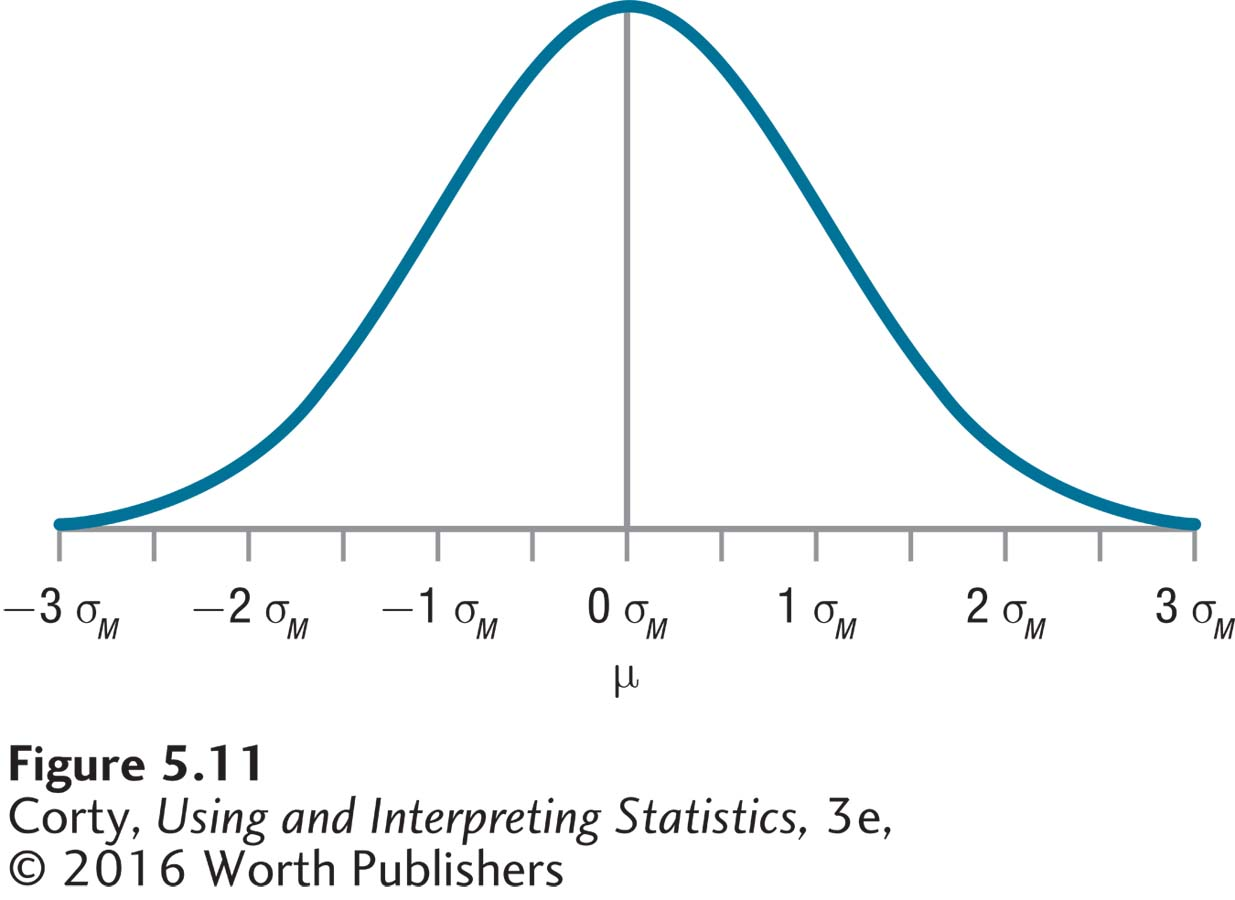 −3 σM −2 σM −1 σM 0 σM 1 σM 2 σM 3 σM
μ
Figure 5.11
Corty, Using and Interpreting Statistics, 3e,
© 2016 Worth Publishers